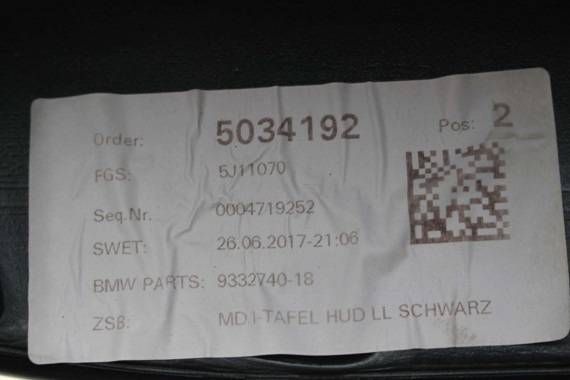 Order: 5034192 Pos: 2
FGS: 5J11070
Seq.Nr. 0004719252
SWET: 26.06.2017-21:06
BMW PARTS: 9332740-18
ZSB: MD I-TAFEL HUD LL SCHWARZ